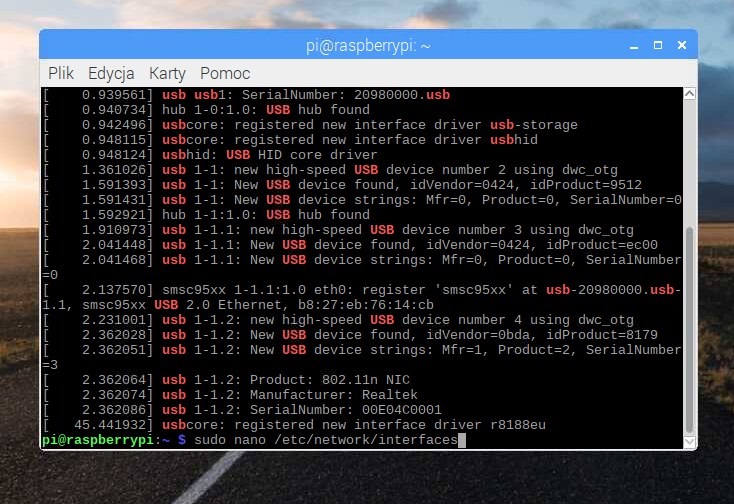 pi@raspberrypi: ~
Plik Edycja Karty Pomoc
[    0.939561] usb usb1: SerialNumber: 20980000.usb
[    0.940734] hub 1-0:1.0: USB hub found
[    0.942496] usbcore: registered new interface driver usb-storage
[    0.948115] usbcore: registered new interface driver usbhid
[    0.948124] usbhid: USB HID core driver
[    1.361026] usb 1-1: new high-speed USB device number 2 using dwc_otg
[    1.591393] usb 1-1: New USB device found, idVendor=0424, idProduct=9512
[    1.591431] usb 1-1: New USB device strings: Mfr=0, Product=0, SerialNumber=0
[    1.592921] hub 1-1:1.0: USB hub found
[    1.910973] usb 1-1.1: new high-speed USB device number 3 using dwc_otg
[    2.041448] usb 1-1.1: New USB device found, idVendor=0424, idProduct=ec00
[    2.041468] usb 1-1.1: New USB device strings: Mfr=0, Product=0, SerialNumber
=0
[    2.137570] smsc95xx 1-1.1:1.0 eth0: register 'smsc95xx' at usb-20980000.usb-
1.1, smsc95xx USB 2.0 Ethernet, b8:27:eb:76:14:cb
[    2.231001] usb 1-1.2: new high-speed USB device number 4 using dwc_otg
[    2.362028] usb 1-1.2: New USB device found, idVendor=0bda, idProduct=8179
[    2.362051] usb 1-1.2: New USB device strings: Mfr=1, Product=2, SerialNumber
=3
[    2.362064] usb 1-1.2: Product: 802.11n NIC
[    2.362074] usb 1-1.2: Manufacturer: Realtek
[    2.362086] usb 1-1.2: SerialNumber: 00E04C0001
[   45.441932] usbcore: registered new interface driver r8188eu
pi@raspberrypi:~ $ sudo nano /etc/network/interfaces